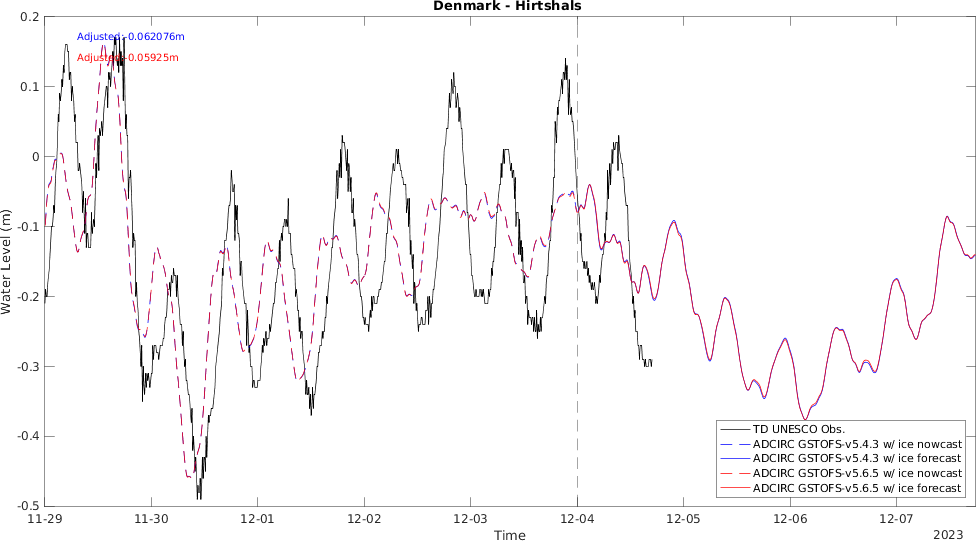 Denmark - Hirtshals
Adjusted:-0.062076m
Adjusted:-0.05925m
0.2
0.1
0
-0.1
-0.2
-0.3
-0.4
-0.5
Water Level (m)
11-29
11-30
12-01
12-02
12-03
12-04
12-05
12-06
12-07
Time
2023
TD UNESCO Obs.
ADCIRC GSTOFS-v5.4.3 w/ ice nowcast
ADCIRC GSTOFS-v5.4.3 w/ ice forecast
ADCIRC GSTOFS-v5.6.5 w/ ice nowcast
ADCIRC GSTOFS-v5.6.5 w/ ice forecast